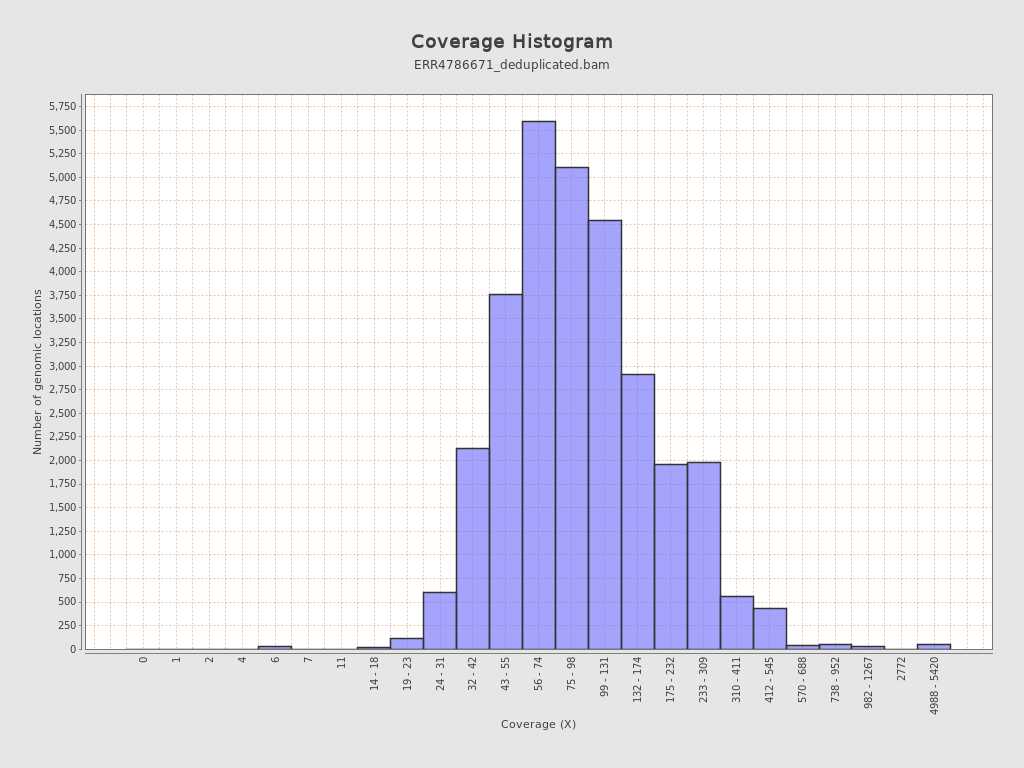 Coverage Histogram
ERR4786671_deduplicated.bam
Number of genomic locations
5,750
5,500
5,250
5,000
4,750
4,500
4,250
4,000
3,750
3,500
3,250
3,000
2,750
2,500
2,250
2,000
1,750
1,500
1,250
1,000
750
500
250
0
0
1
2
4
6
7
11
14 - 18
19 - 23
24 - 31
32 - 42
43 - 55
56 - 74
75 - 98
99 - 131
132 - 174
175 - 232
233 - 309
310 - 411
412 - 545
570 - 688
738 - 952
982 - 1267
2772
4988 - 5420
Coverage (X)